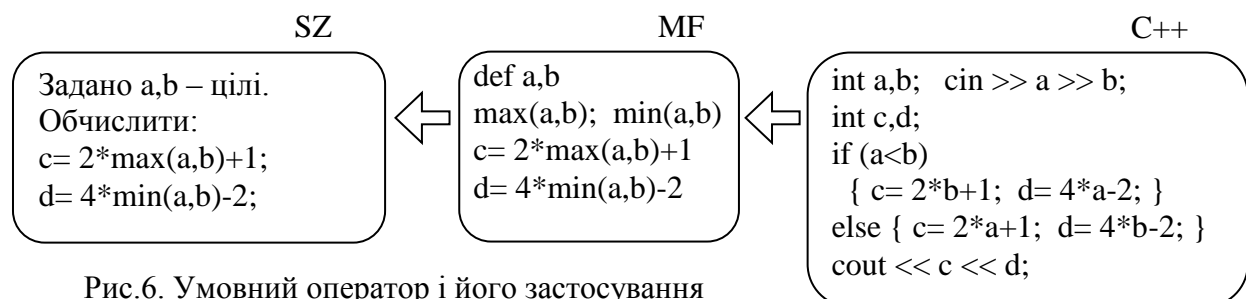 SZ
MF
C++
Задано a,b – цілі.
Обчислити:
c= 2*max(a,b)+1;
d= 4*min(a,b)-2;
def a,b
max(a,b); min(a,b)
c= 2*max(a,b)+1
d= 4*min(a,b)-2
int a,b; cin >> a >> b;
int c,d;
if (a<b)
{ c= 2*b+1; d= 4*a-2; }
else { c= 2*a+1; d= 4*b-2; }
cout << c << d;
Рис.6. Умовний оператор і його застосування